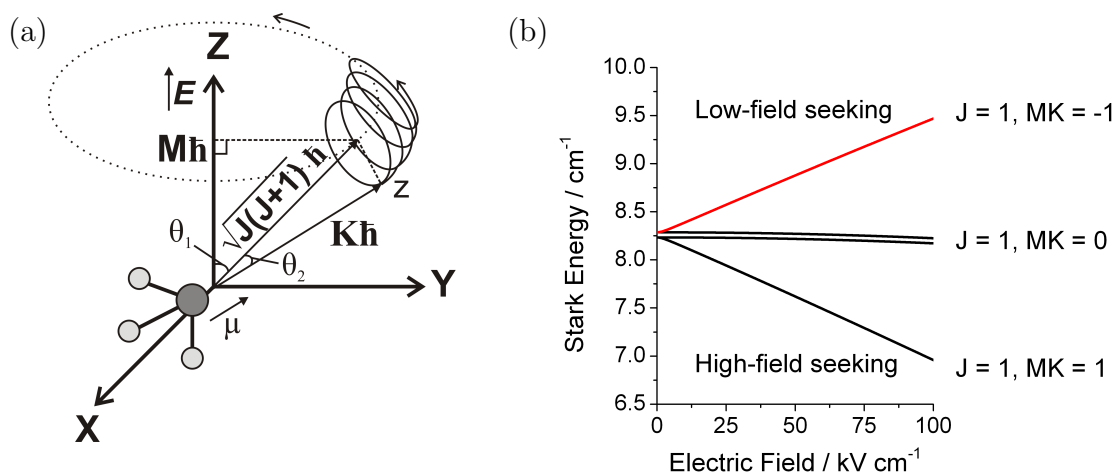 (a)
Z
E
Mħ
√J(J+1) ħ
z
Kħ
θ1
θ2
Y
μ
X
(b)
Stark Energy / cm-1
10.0
9.5
9.0
8.5
8.0
7.5
7.0
6.5
Low-field seeking
High-field seeking
J = 1, MK = -1
J = 1, MK = 0
J = 1, MK = 1
0 25 50 75 100
Electric Field / kV cm-1